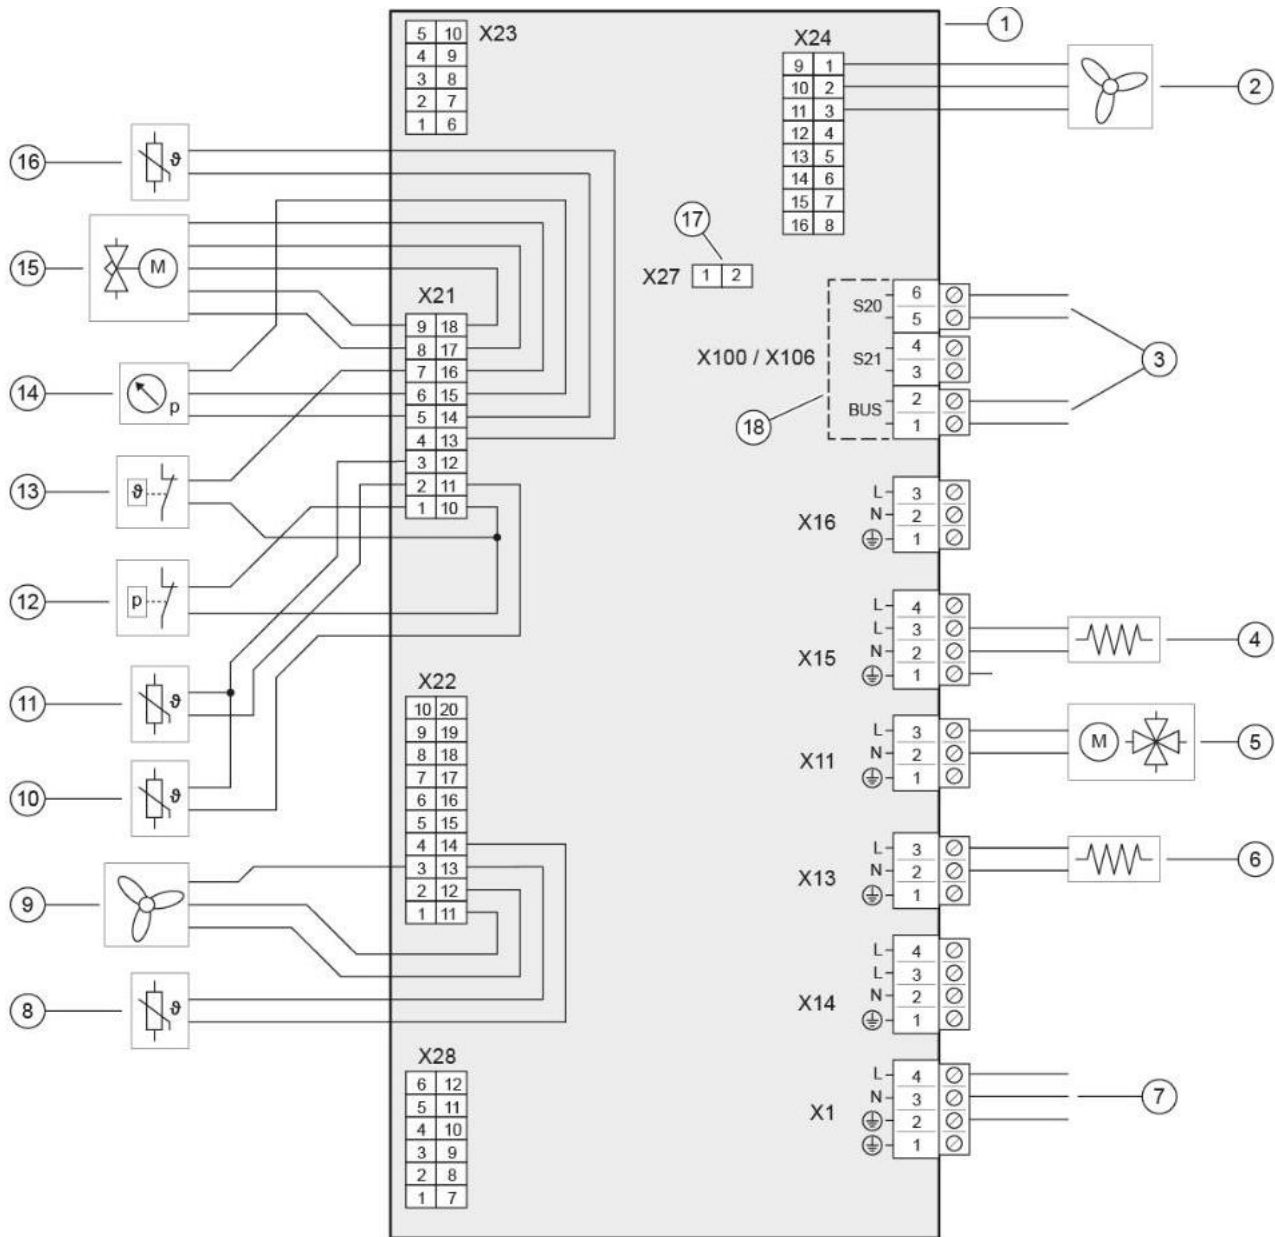 1
X23
5 10
4 9
3 8
2 7
1 6
X24
9 1
10 2
11 3
12 4
13 5
14 6
15 7
16 8
2
16
ϑ
15
M
17
X27 1 2
X21
9 18
8 17
7 16
6 15
5 14
4 13
3 12
2 11
1 10
X100 / X106
S20
6
5
S21
4
3
BUS
2
1
3
18
14
p
13
ϑ
12
p
11
ϑ
10
ϑ
X16
L 3
N 2
1
X15
L 4
L 3
N 2
1
4
X11
L 3
N 2
1
M
5
X22
10 20
9 19
8 18
7 17
6 16
5 15
4 14
3 13
2 12
1 11
X13
L 3
N 2
1
6
9
8
ϑ
X14
L 4
L 3
N 2
1
X28
6 12
5 11
4 10
3 9
2 8
1 7
X1
L 4
N 3
2
1
7